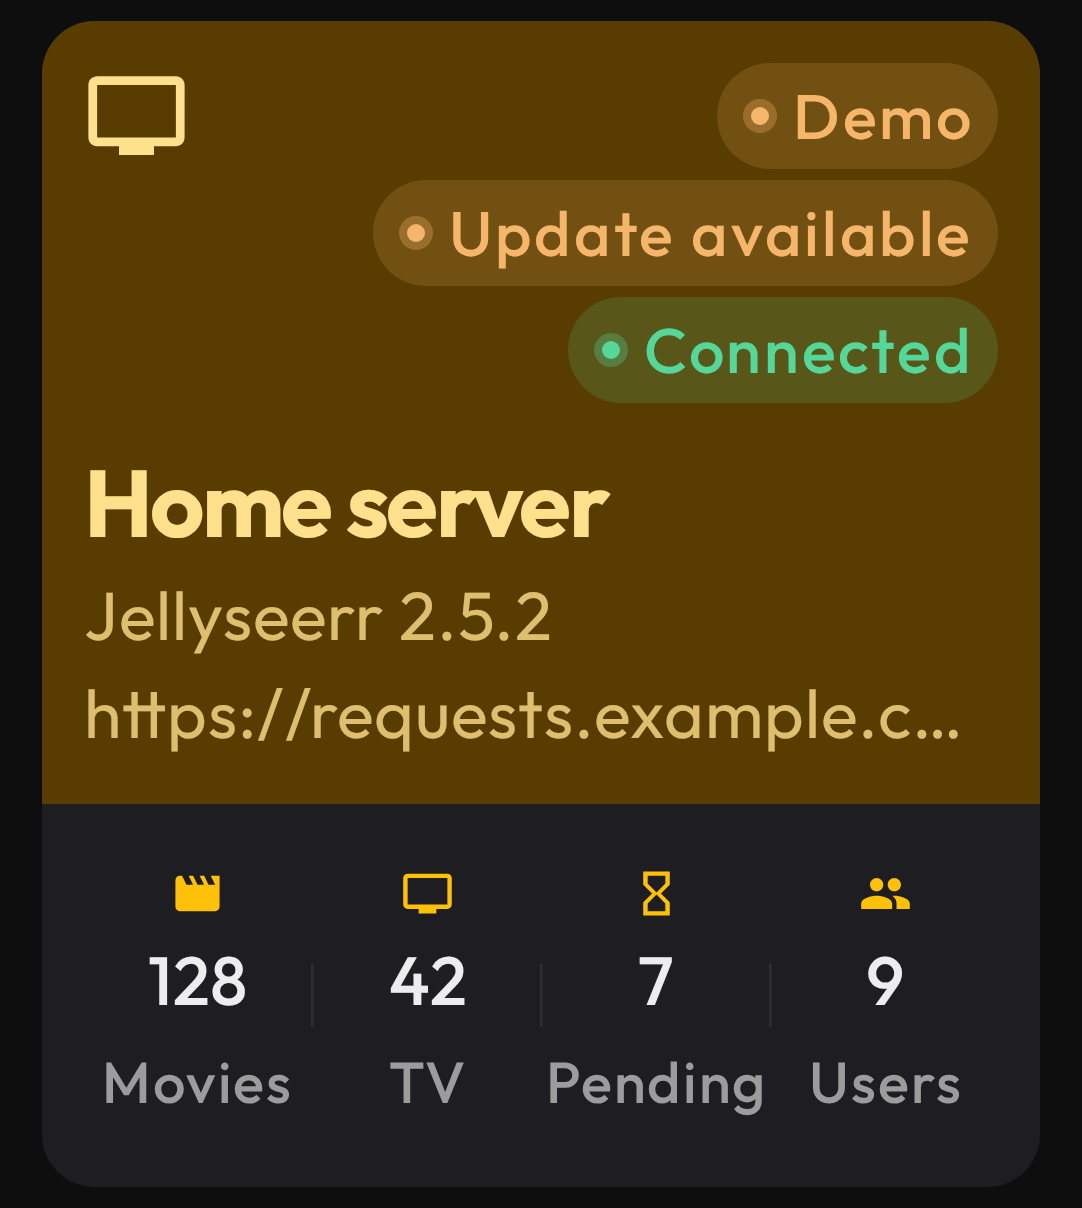 Demo
Update available
Connected
Home server
Jellyseerr 2.5.2
https://requests.example.c...
128 42 7 9
Movies TV Pending Users